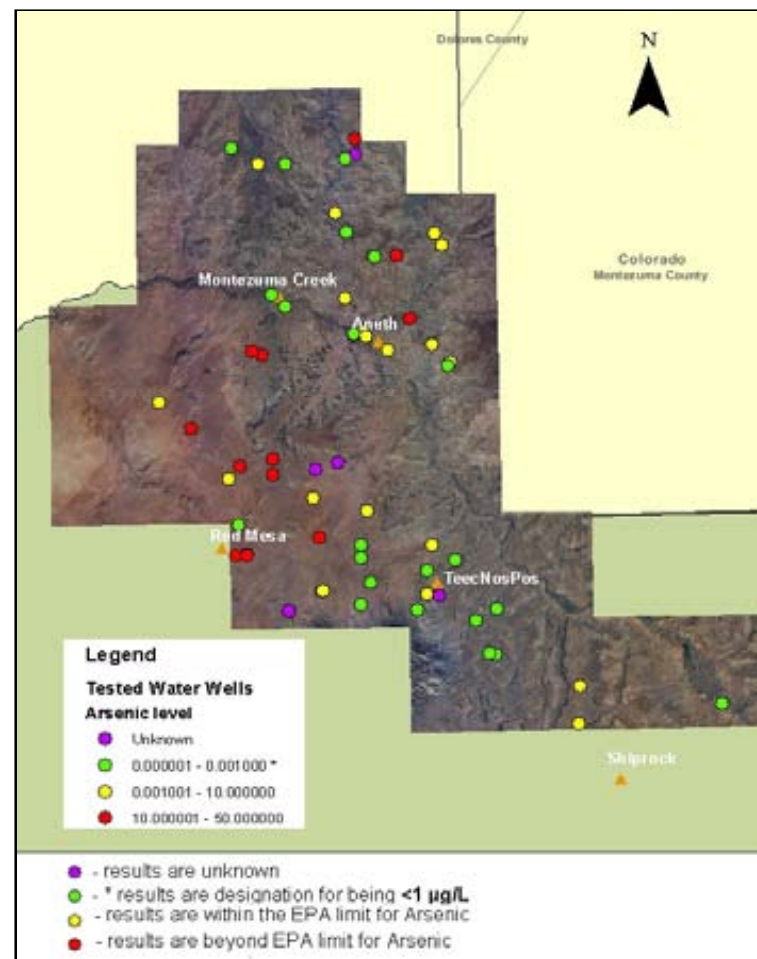 Dolores County
N
Colorado
Montezuma County
Montezuma Creek
Aneth
Red Mesa
TeecNosPos
Shiprock
Legend
Tested Water Wells
Arsenic level
Unknown
0.000001 - 0.001000 *
0.001001 - 10.000000
10.000001 - 50.000000
- results are unknown
- * results are designation for being <1 µg/L
- results are within the EPA limit for Arsenic
- results are beyond EPA limit for Arsenic